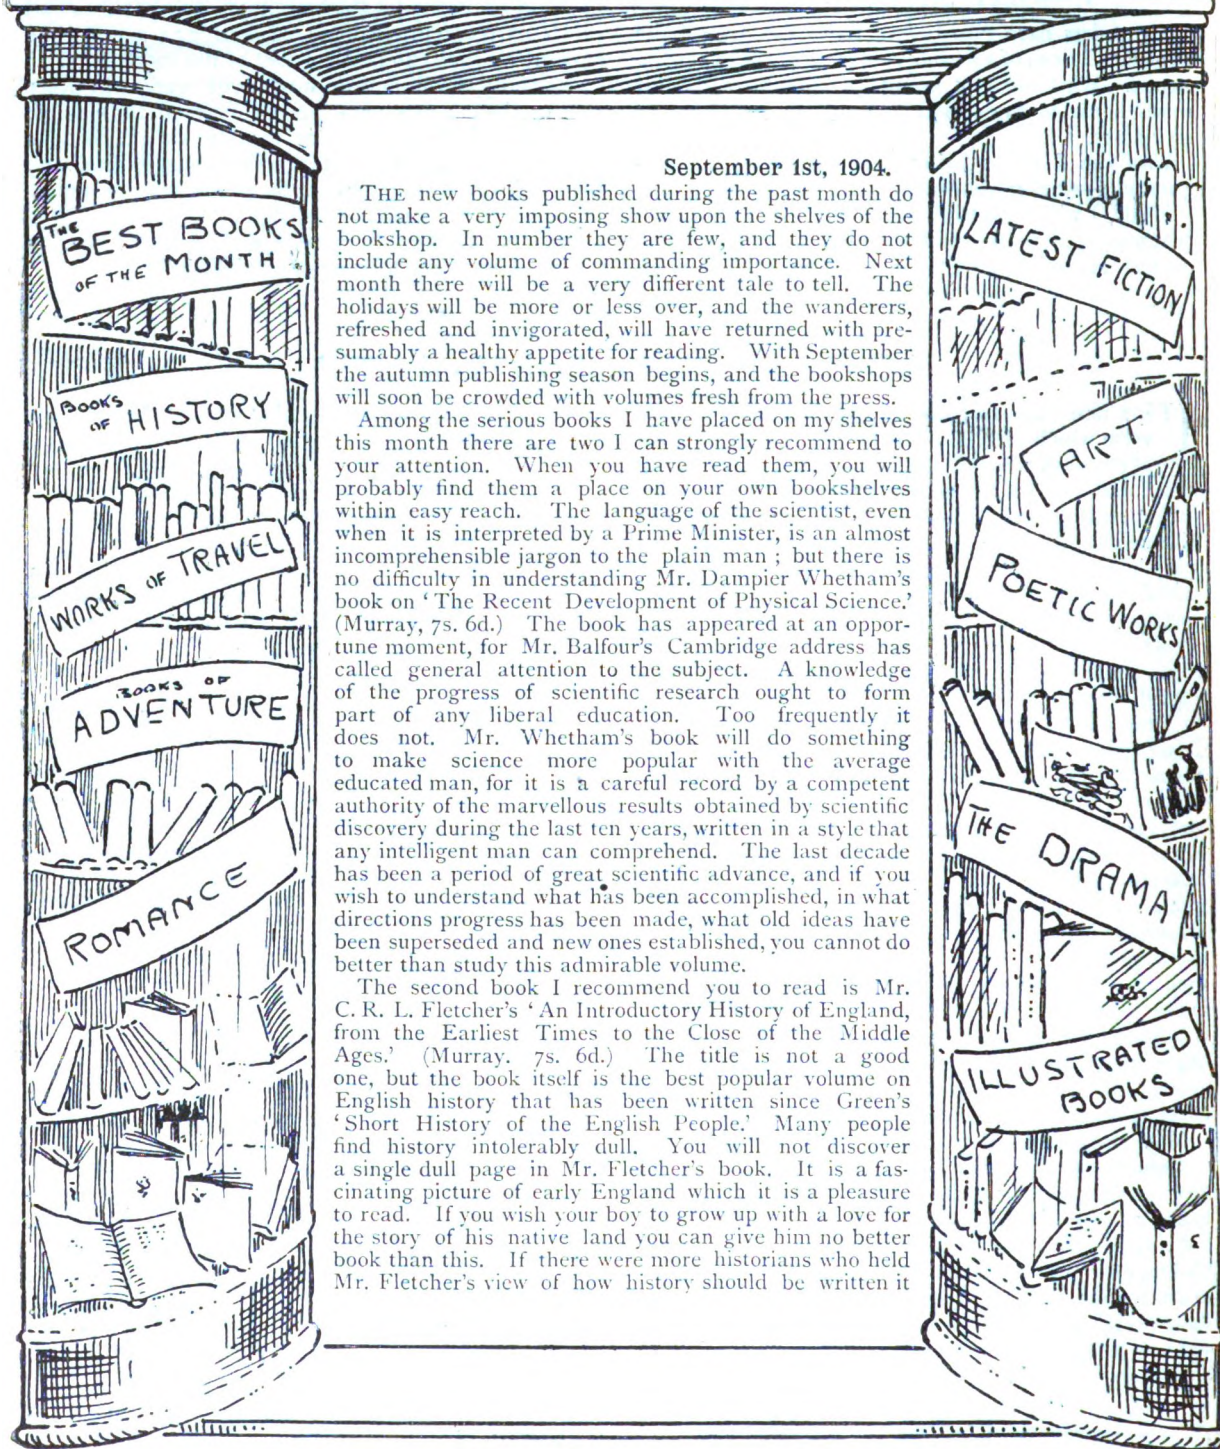 THE
BEST BOOKS
OF THE MONTH
BOOKS
OF HISTORY
WORKS OF TRAVEL
BOOKS OF
ADVENTURE
ROMANCE
September 1st, 1904.
THE new books published during the past month do
not make a very imposing show upon the shelves of the
bookshop. In number they are few, and they do not
include any volume of commanding importance. Next
month there will be a very different tale to tell. The
holidays will be more or less over, and the wanderers,
refreshed and invigorated, will have returned with pre-
sumably a healthy appetite for reading. With September
the autumn publishing season begins, and the bookshops
will soon be crowded with volumes fresh from the press.
Among the serious books I have placed on my shelves
this month there are two I can strongly recommend to
your attention. When you have read them, you will
probably find them a place on your own bookshelves
within easy reach. The language of the scientist, even
when it is interpreted by a Prime Minister, is an almost
incomprehensible jargon to the plain man ; but there is
no difficulty in understanding Mr. Dampier Whetham's
book on ‘ The Recent Development of Physical Science.’
(Murray, 7s. 6d.) The book has appeared at an oppor-
tune moment, for Mr. Balfour's Cambridge address has
called general attention to the subject. A knowledge
of the progress of scientific research ought to form
part of any liberal education. Too frequently it
does not. Mr. Whetham's book will do something
to make science more popular with the average
educated man, for it is a careful record by a competent
authority of the marvellous results obtained by scientific
discovery during the last ten years, written in a style that
any intelligent man can comprehend. The last decade
has been a period of great scientific advance, and if you
wish to understand what has been accomplished, in what
directions progress has been made, what old ideas have
been superseded and new ones established, you cannot do
better than study this admirable volume.
The second book I recommend you to read is Mr.
C. R. L. Fletcher's ‘ An Introductory History of England,
from the Earliest Times to the Close of the Middle
Ages.’ (Murray. 7s. 6d.) The title is not a good
one, but the book itself is the best popular volume on
English history that has been written since Green's
‘ Short History of the English People.’ Many people
find history intolerably dull. You will not discover
a single dull page in Mr. Fletcher's book. It is a fas-
cinating picture of early England which it is a pleasure
to read. If you wish your boy to grow up with a love for
the story of his native land you can give him no better
book than this. If there were more historians who held
Mr. Fletcher's view of how history should be written it
LATEST FICTION
ART
POETIC WORKS
THE DRAMA
ILLUSTRATED
BOOKS